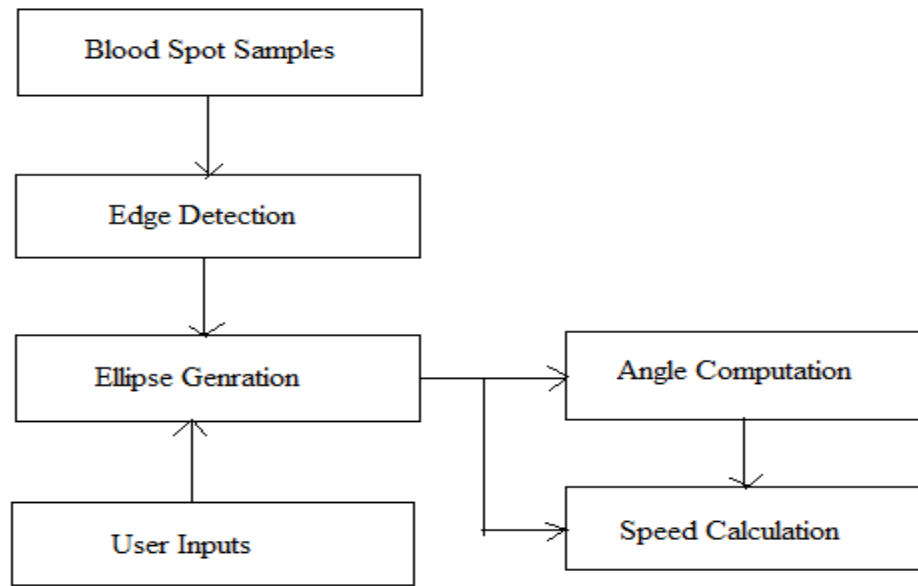 Blood Spot Samples
Edge Detection
Ellipse Genration
Angle Computation
User Inputs
Speed Calculation